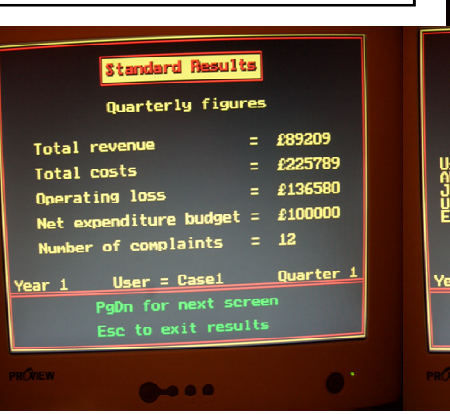 Standard Results
Quarterly figures
Total revenue = £89209
Total costs = £225789
Operating loss = £136580
Net expenditure budget = £100000
Number of complaints = 12
Year 1 User = Case1 Quarter 1
PgDn for next screen
Esc to exit results
PROVIEW